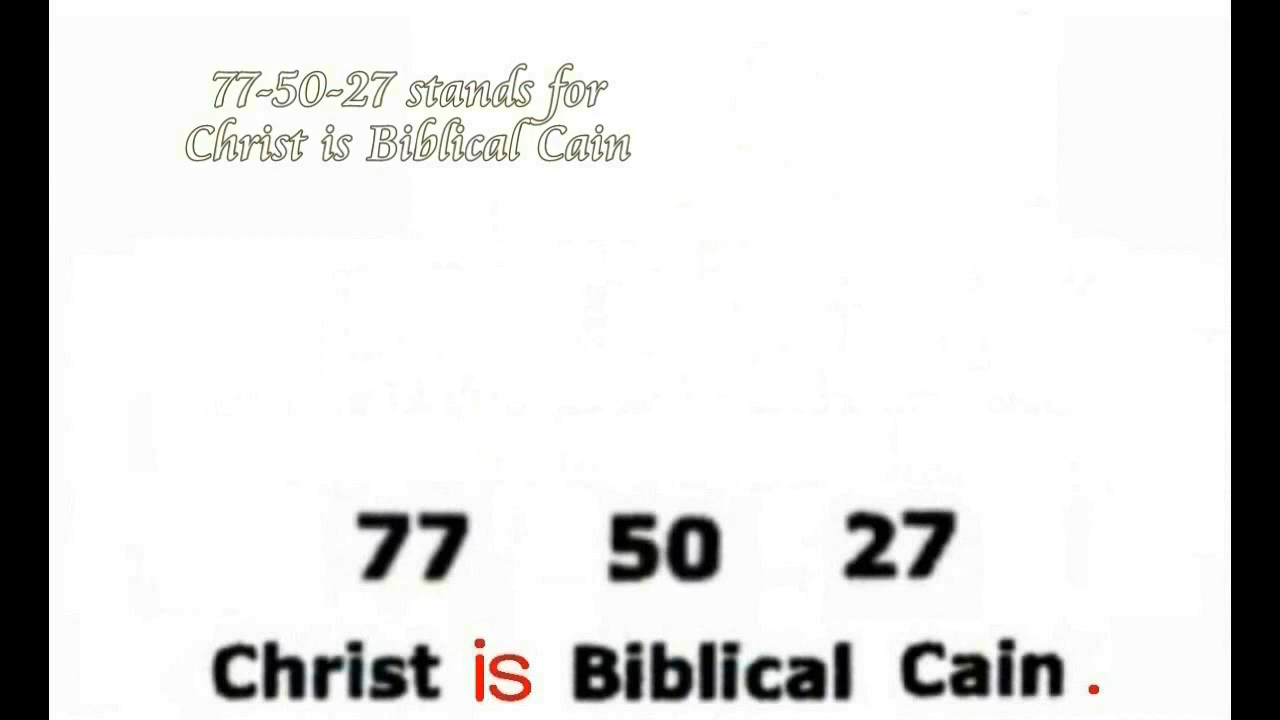 77-50-27 stands for
Christ is Biblical Cain
77 50 27
Christ is Biblical Cain .